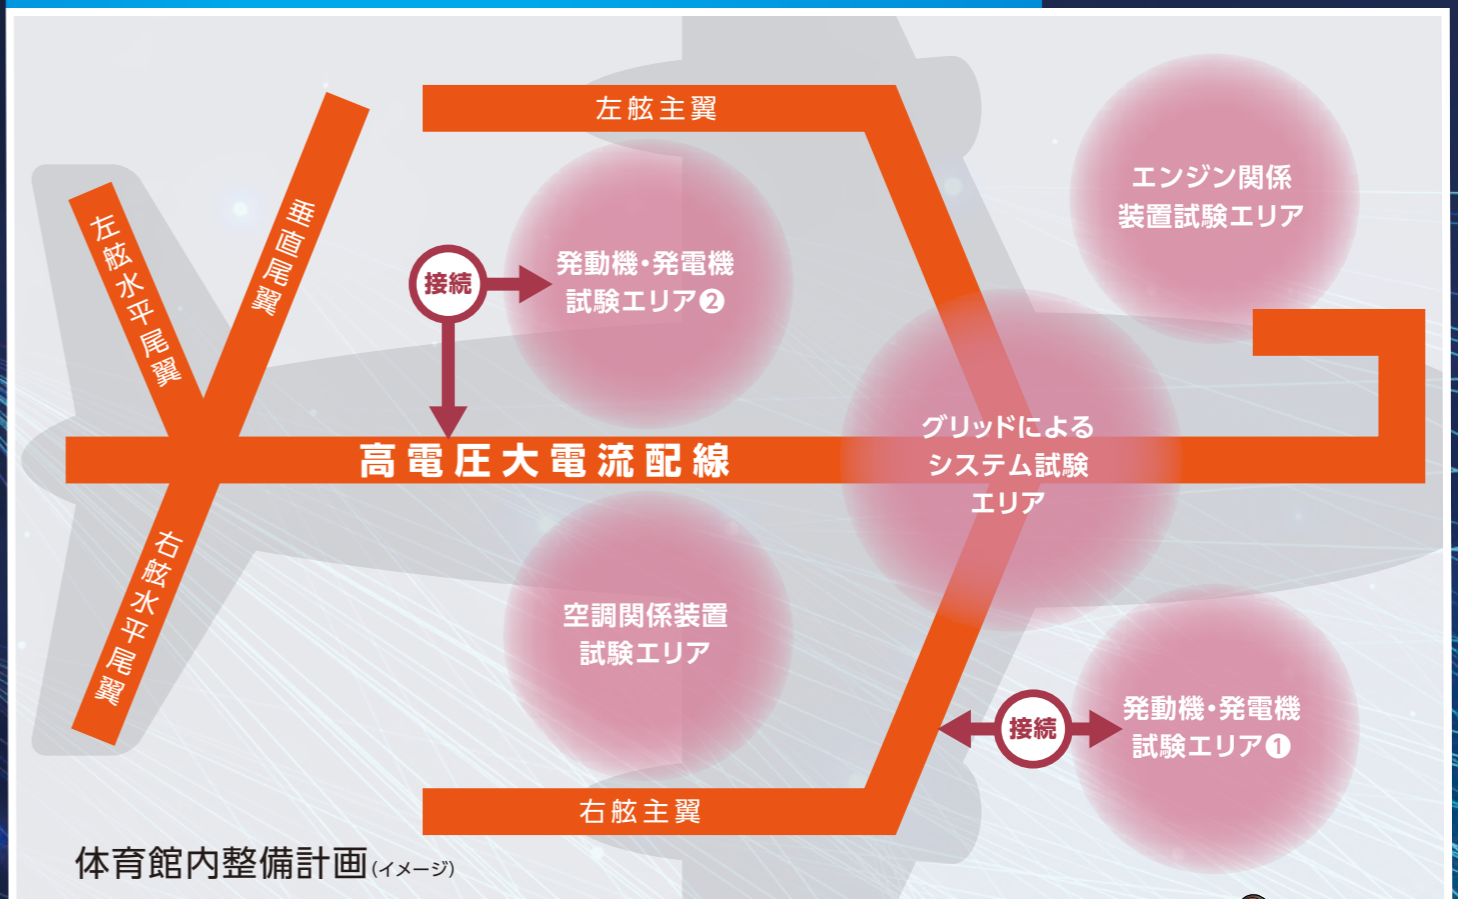 左舷主翼
エンジン関係
装置試験エリア
垂直尾翼
左舷水平尾翼
接続
発動機・発電機
試験エリア❷
高電圧大電流配線
グリッドによる
システム試験
エリア
右舷水平尾翼
空調関係装置
試験エリア
接続
発動機・発電機
試験エリア❶
右舷主翼
体育館内整備計画(イメージ)